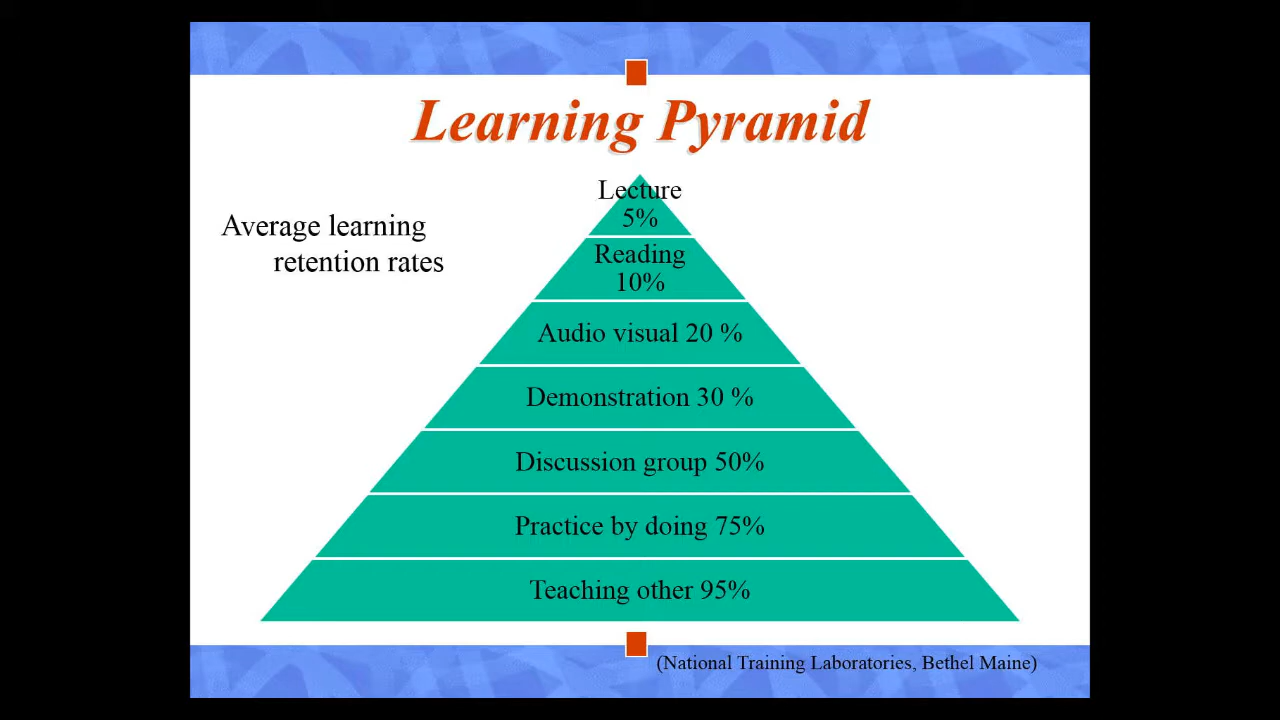 Learning Pyramid
Average learning
retention rates
Lecture
5%
Reading
10%
Audio visual 20 %
Demonstration 30 %
Discussion group 50%
Practice by doing 75%
Teaching other 95%
(National Training Laboratories, Bethel Maine)